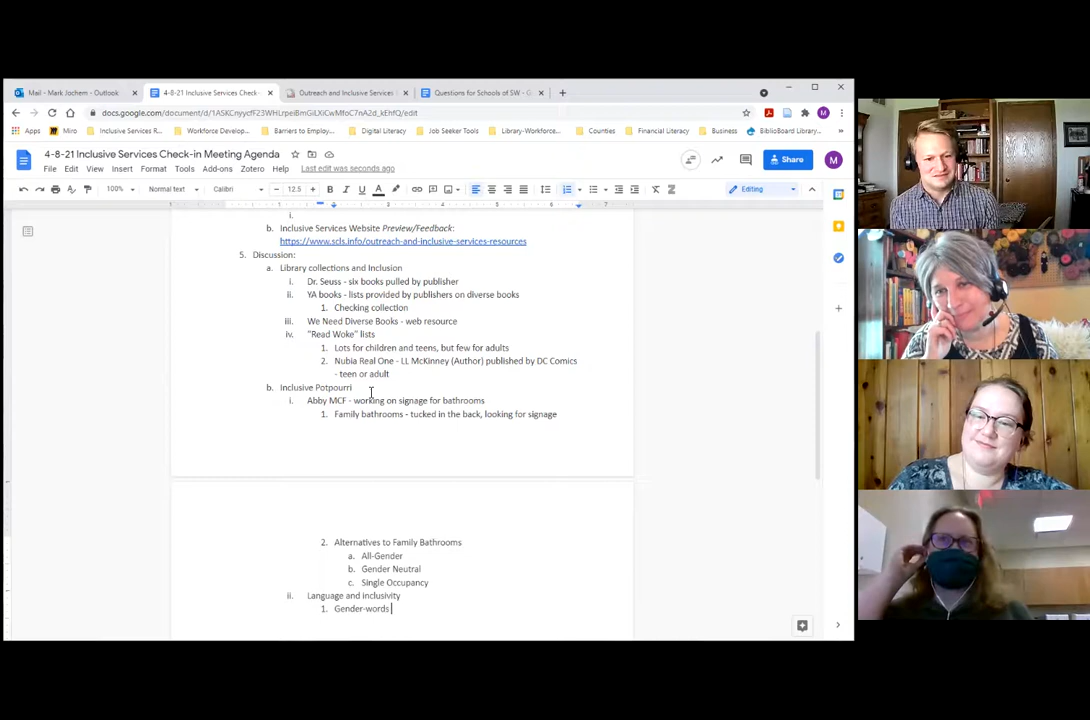 Mail - Mark Jochem - Outlook
4-8-21 Inclusive Services Check-
Outreach and Inclusive Services
Questions for Schools of SW - G
docs.google.com/document/d/
/edit
Apps Miro Inclusive Services R... Workforce Develop... Barriers to Employ... Digital Literacy Job Seeker Tools Library-Workforce... Counties Financial Literacy Business BiblioBoard Library...
4-8-21 Inclusive Services Check-in Meeting Agenda
File Edit View Insert Format Tools Add-ons Zotero Help Last edit was seconds ago
Share
M
100% Normal text Calibri 12.5 Editing
i.
b. Inclusive Services Website Preview/Feedback:
https://www.scls.info/outreach-and-inclusive-services-resources
5. Discussion:
a. Library collections and Inclusion
i. Dr. Seuss - six books pulled by publisher
ii. YA books - lists provided by publishers on diverse books
1. Checking collection
iii. We Need Diverse Books - web resource
iv. "Read Woke" lists
1. Lots for children and teens, but few for adults
2. Nubia Real One - LL McKinney (Author) published by DC Comics
- teen or adult
b. Inclusive Potpourri
i. Abby MCF - working on signage for bathrooms
1. Family bathrooms - tucked in the back, looking for signage
2. Alternatives to Family Bathrooms
a. All-Gender
b. Gender Neutral
c. Single Occupancy
ii. Language and inclusivity
1. Gender-words